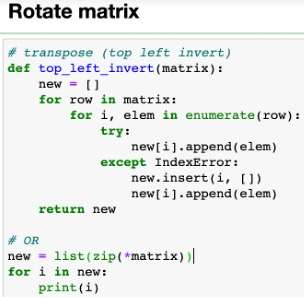 Rotate matrix
# transpose (top left invert)
def top_left_invert(matrix):
    new = []
    for row in matrix:
        for i, elem in enumerate(row):
            try:
                new[i].append(elem)
            except IndexError:
                new.insert(i, [])
                new[i].append(elem)
    return new
# OR
new = list(zip(*matrix))
for i in new:
    print(i)